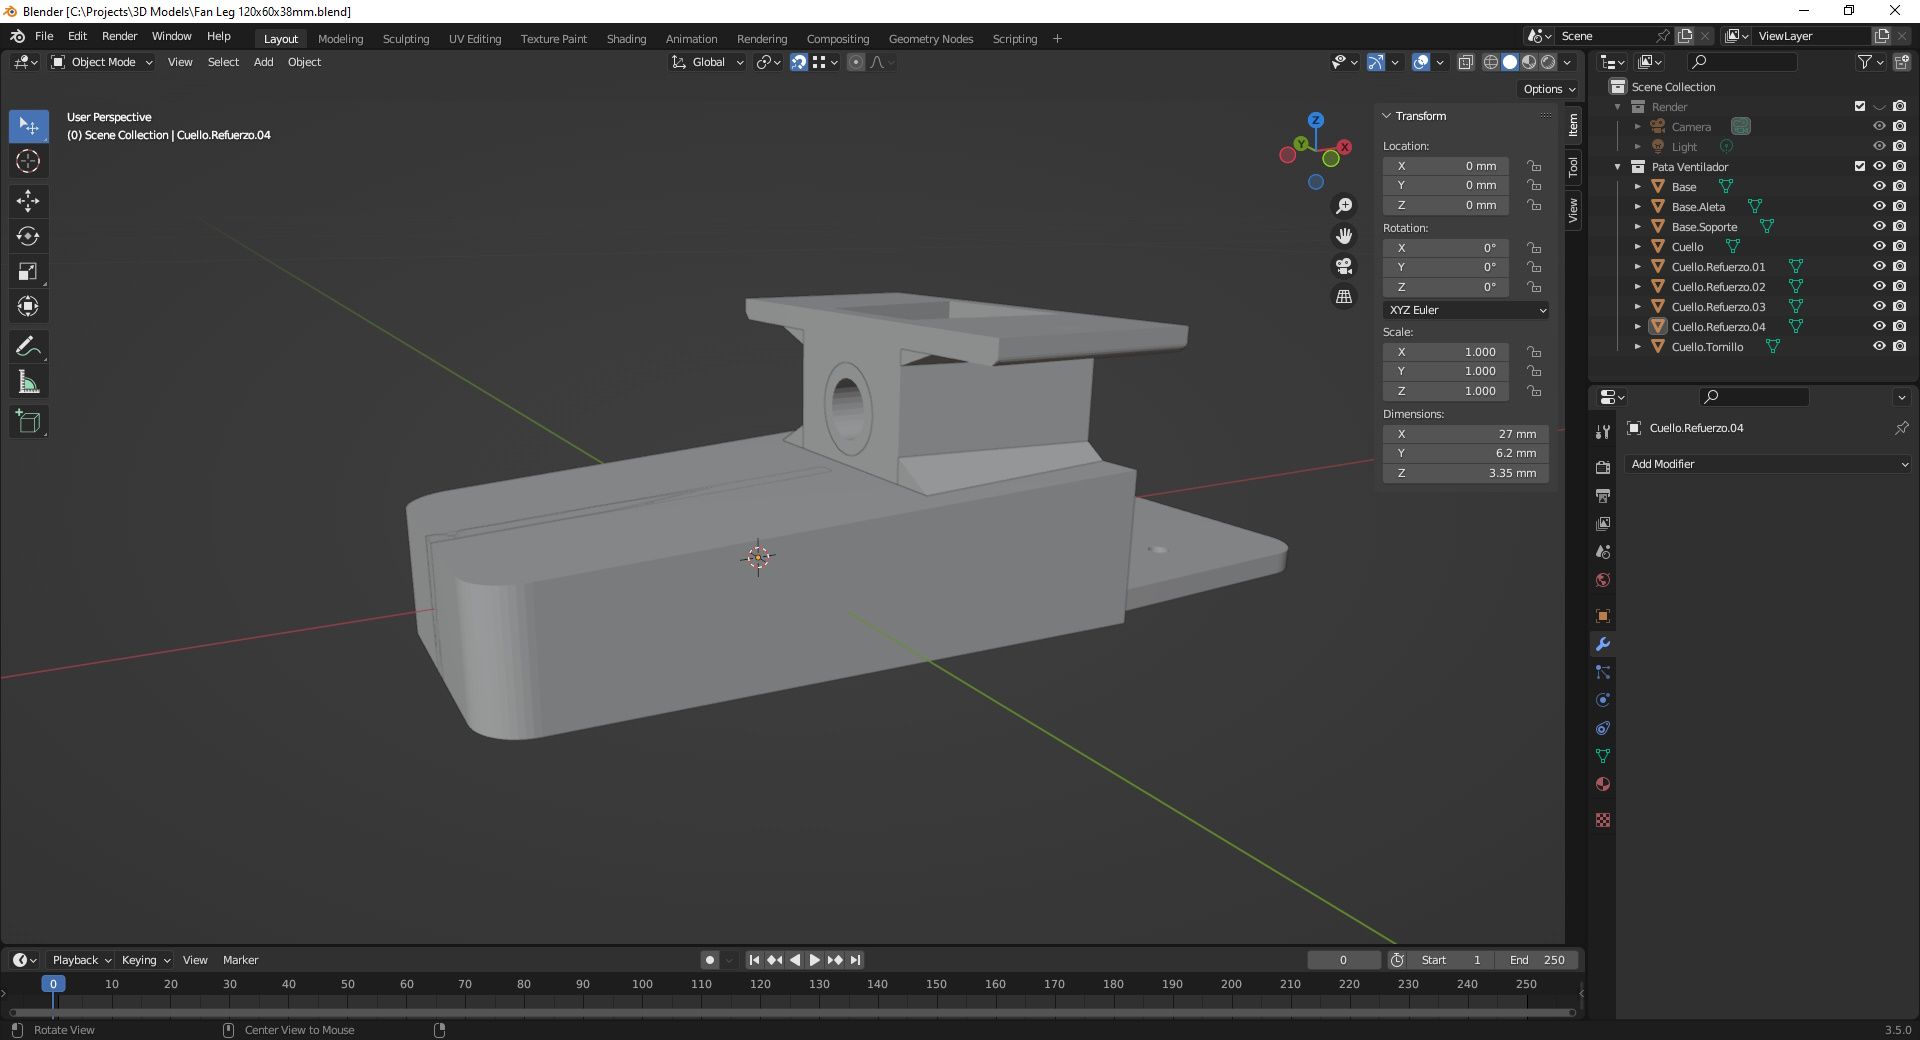 Blender [C:\Projects\3D Models\Fan Leg 120x60x38mm.blend]
File Edit Render Window Help Layout Modeling Sculpting UV Editing Texture Paint Shading Animation Rendering Compositing Geometry Nodes Scripting + Scene ViewLayer
Object Mode View Select Add Object Global
Options
User Perspective
(0) Scene Collection | Cuello.Refuerzo.04
Z
Y
X
Transform
Location:
X 0 mm
Y 0 mm
Z 0 mm
Rotation:
X 0°
Y 0°
Z 0°
XYZ Euler
Scale:
X 1.000
Y 1.000
Z 1.000
Dimensions:
X 27 mm
Y 6.2 mm
Z 3.35 mm
Item
Tool
View
Scene Collection
Render
Camera
Light
Pata Ventilador
Base
Base.Aleta
Base.Soporte
Cuello
Cuello.Refuerzo.01
Cuello.Refuerzo.02
Cuello.Refuerzo.03
Cuello.Refuerzo.04
Cuello.Tornillo
Cuello.Refuerzo.04
Add Modifier
Playback Keying View Marker 0 Start 1 End 250
0 10 20 30 40 50 60 70 80 90 100 110 120 130 140 150 160 170 180 190 200 210 220 230 240 250
Rotate View Center View to Mouse 3.5.0